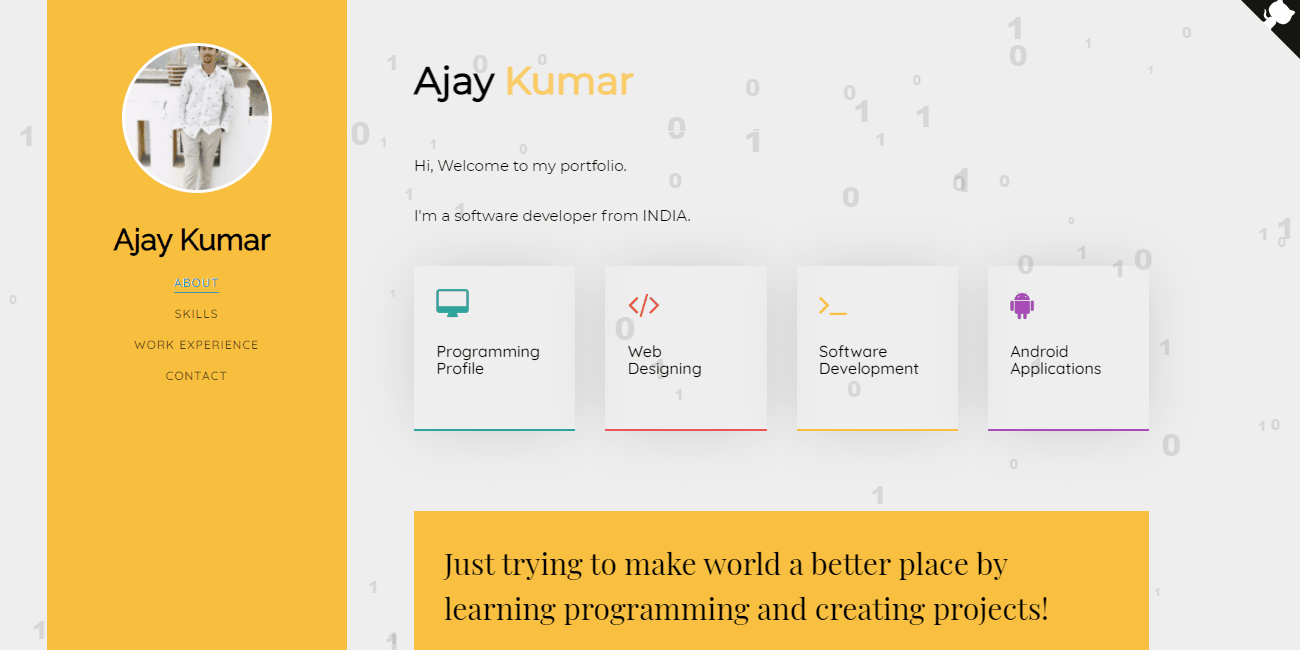 Ajay Kumar
ABOUT
SKILLS
WORK EXPERIENCE
CONTACT
Ajay Kumar
Hi, Welcome to my portfolio.
I'm a software developer from INDIA.
Programming
Profile
Web
Designing
Software
Development
Android
Applications
Just trying to make world a better place by
learning programming and creating projects!